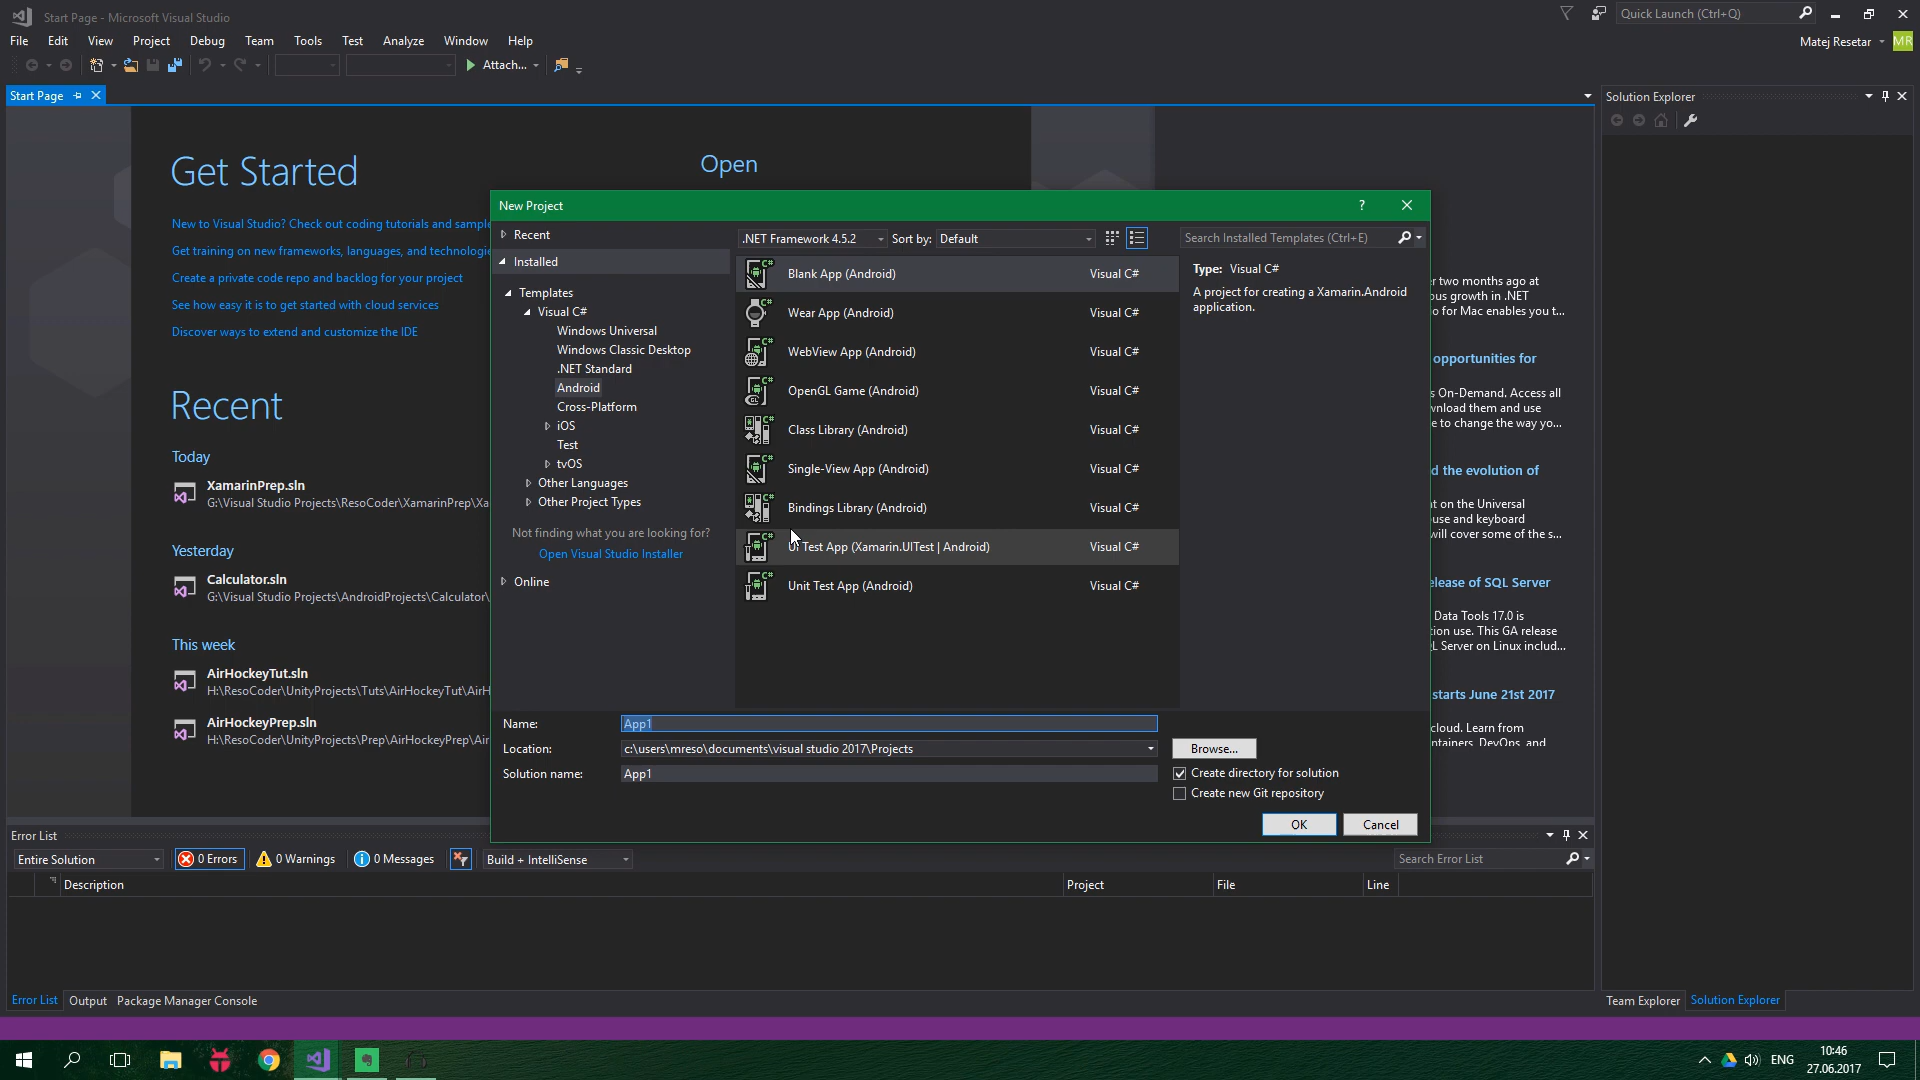 Start Page - Microsoft Visual Studio
Quick Launch (Ctrl+Q)
File Edit View Project Debug Team Tools Test Analyze Window Help
Matej Resetar
MR
Attach...
Start Page
Solution Explorer
Get Started
Open
New to Visual Studio? Check out coding tutorials and sample
Get training on new frameworks, languages, and technologie
Create a private code repo and backlog for your project
See how easy it is to get started with cloud services
Discover ways to extend and customize the IDE
Recent
Today
XamarinPrep.sln
G:\Visual Studio Projects\ResoCoder\XamarinPrep\Xa
Yesterday
Calculator.sln
G:\Visual Studio Projects\AndroidProjects\Calculator\
This week
AirHockeyTut.sln
H:\ResoCoder\UnityProjects\Tuts\AirHockeyTut\AirH
AirHockeyPrep.sln
H:\ResoCoder\UnityProjects\Prep\AirHockeyPrep\Air
New Project
?
Recent
Installed
Templates
Visual C#
Windows Universal
Windows Classic Desktop
.NET Standard
Android
Cross-Platform
iOS
Test
tvOS
Other Languages
Other Project Types
Not finding what you are looking for?
Open Visual Studio Installer
Online
.NET Framework 4.5.2
Sort by: Default
Search Installed Templates (Ctrl+E)
Blank App (Android) Visual C#
Wear App (Android) Visual C#
WebView App (Android) Visual C#
OpenGL Game (Android) Visual C#
Class Library (Android) Visual C#
Single-View App (Android) Visual C#
Bindings Library (Android) Visual C#
UI Test App (Xamarin.UITest | Android) Visual C#
Unit Test App (Android) Visual C#
Type: Visual C#
A project for creating a Xamarin.Android
application.
Name: App1
Location: c:\users\mreso\documents\visual studio 2017\Projects
Browse...
Solution name: App1
Create directory for solution
Create new Git repository
OK
Cancel
r two months ago at
ous growth in .NET
o for Mac enables you t...
opportunities for
s On-Demand. Access all
wnload them and use
e to change the way yo...
d the evolution of
nt on the Universal
use and keyboard
will cover some of the s...
elease of SQL Server
Data Tools 17.0 is
ion use. This GA release
L Server on Linux includ...
starts June 21st 2017
cloud. Learn from
ntainers, DevOps, and
Error List
Entire Solution
0 Errors
0 Warnings
0 Messages
Build + IntelliSense
Search Error List
Description
Project
File
Line
Error List
Output
Package Manager Console
Team Explorer
Solution Explorer
ENG
10:46
27.06.2017